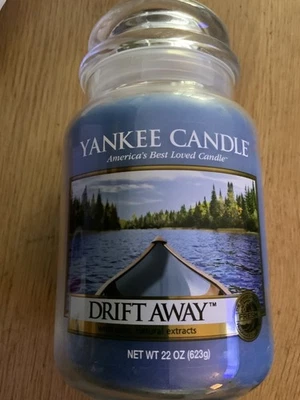 YANKEE CANDLE®
America's Best Loved Candle®
DRIFT AWAY™
natural extracts
NET WT 22 OZ (623g)